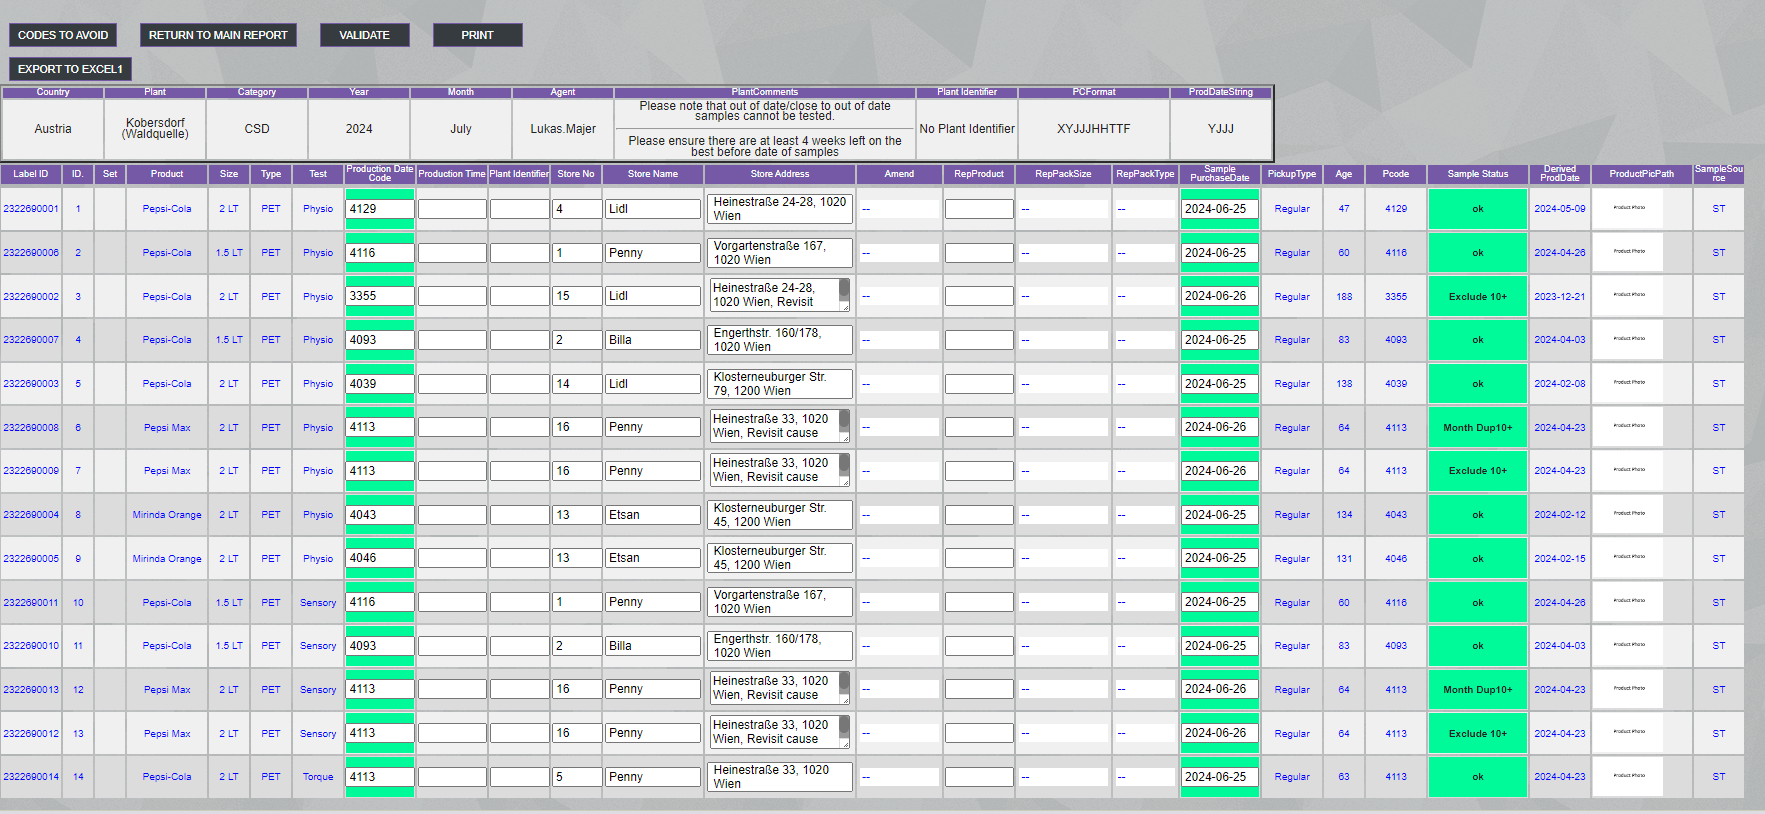 CODES TO AVOID RETURN TO MAIN REPORT VALIDATE PRINT
EXPORT TO EXCEL1
Country Plant Category Year Month Agent PlantComments Plant Identifier PCFormat ProdDateString
Austria Kobersdorf (Waldquelle) CSD 2024 July Lukas.Majer Please note that out of date/close to out of date samples cannot be tested. Please ensure there are at least 4 weeks left on the best before date of samples No Plant Identifier XYJJJHHTTF YJJJ
Label ID ID. Set Product Size Type Test Production Date Code Production Time Plant Identifier Store No Store Name Store Address Amend RepProduct RepPackSize RepPackType Sample PurchaseDate PickupType Age Pcode Sample Status Derived ProdDate ProductPicPath SampleSource
2322690001 1 Pepsi-Cola 2 LT PET Physio 4129 4 Lidl Heinestraße 24-28, 1020 Wien -- -- -- 2024-06-25 Regular 47 4129 ok 2024-05-09 Product Photo ST
2322690006 2 Pepsi-Cola 1.5 LT PET Physio 4116 1 Penny Vorgartenstraße 167, 1020 Wien -- -- -- 2024-06-25 Regular 60 4116 ok 2024-04-26 Product Photo ST
2322690002 3 Pepsi-Cola 2 LT PET Physio 3355 15 Lidl Heinestraße 24-28, 1020 Wien, Revisit -- -- -- 2024-06-26 Regular 188 3355 Exclude 10+ 2023-12-21 Product Photo ST
2322690007 4 Pepsi-Cola 1.5 LT PET Physio 4093 2 Billa Engerthstr. 160/178, 1020 Wien -- -- -- 2024-06-25 Regular 83 4093 ok 2024-04-03 Product Photo ST
2322690003 5 Pepsi-Cola 2 LT PET Physio 4039 14 Lidl Klosterneuburger Str. 79, 1200 Wien -- -- -- 2024-06-25 Regular 138 4039 ok 2024-02-08 Product Photo ST
2322690008 6 Pepsi Max 2 LT PET Physio 4113 16 Penny Heinestraße 33, 1020 Wien, Revisit cause -- -- -- 2024-06-26 Regular 64 4113 Month Dup10+ 2024-04-23 Product Photo ST
2322690009 7 Pepsi Max 2 LT PET Physio 4113 16 Penny Heinestraße 33, 1020 Wien, Revisit cause -- -- -- 2024-06-26 Regular 64 4113 Exclude 10+ 2024-04-23 Product Photo ST
2322690004 8 Mirinda Orange 2 LT PET Physio 4043 13 Etsan Klosterneuburger Str. 45, 1200 Wien -- -- -- 2024-06-25 Regular 134 4043 ok 2024-02-12 Product Photo ST
2322690005 9 Mirinda Orange 2 LT PET Physio 4046 13 Etsan Klosterneuburger Str. 45, 1200 Wien -- -- -- 2024-06-25 Regular 131 4046 ok 2024-02-15 Product Photo ST
2322690011 10 Pepsi-Cola 1.5 LT PET Sensory 4116 1 Penny Vorgartenstraße 167, 1020 Wien -- -- -- 2024-06-25 Regular 60 4116 ok 2024-04-26 Product Photo ST
2322690010 11 Pepsi-Cola 1.5 LT PET Sensory 4093 2 Billa Engerthstr. 160/178, 1020 Wien -- -- -- 2024-06-25 Regular 83 4093 ok 2024-04-03 Product Photo ST
2322690013 12 Pepsi Max 2 LT PET Sensory 4113 16 Penny Heinestraße 33, 1020 Wien, Revisit cause -- -- -- 2024-06-26 Regular 64 4113 Month Dup10+ 2024-04-23 Product Photo ST
2322690012 13 Pepsi Max 2 LT PET Sensory 4113 16 Penny Heinestraße 33, 1020 Wien, Revisit cause -- -- -- 2024-06-26 Regular 64 4113 Exclude 10+ 2024-04-23 Product Photo ST
2322690014 14 Pepsi-Cola 2 LT PET Torque 4113 5 Penny Heinestraße 33, 1020 Wien -- -- -- 2024-06-25 Regular 63 4113 ok 2024-04-23 Product Photo ST